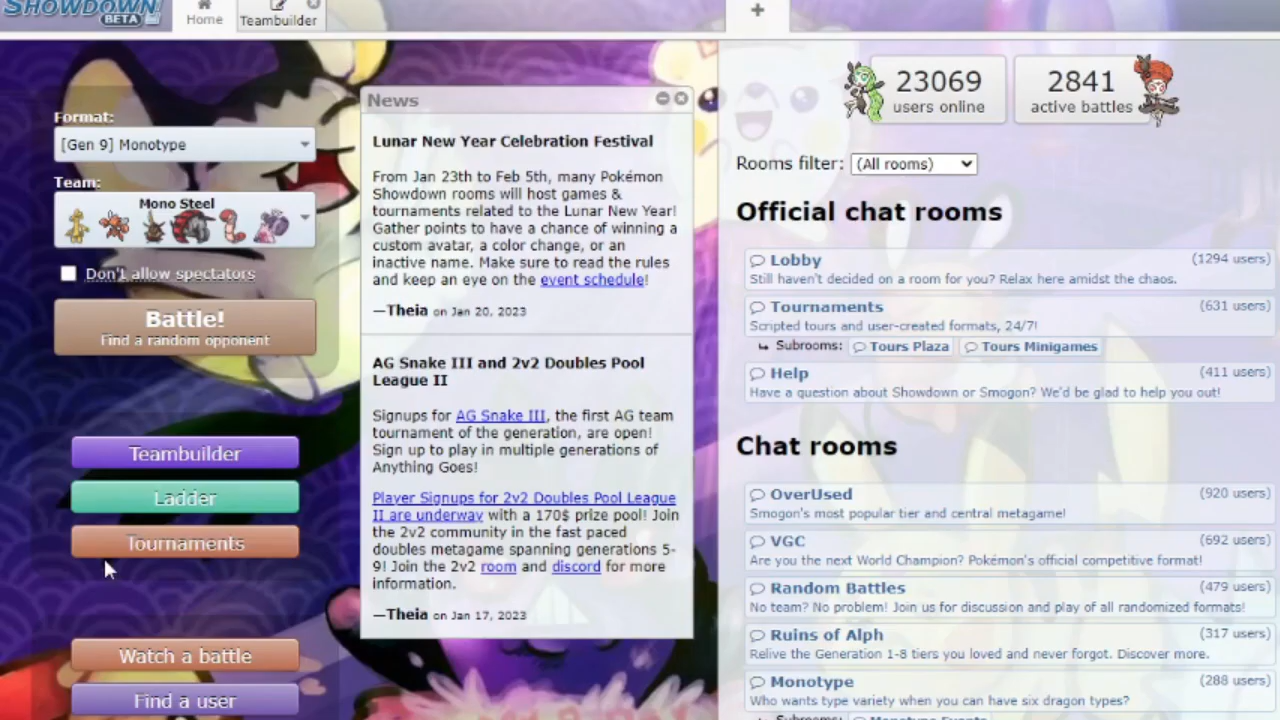 SHOWDOWN!
BETA
Home
Teambuilder
+
Format:
[Gen 9] Monotype
Team:
Mono Steel
Don't allow spectators
Battle!
Find a random opponent
Teambuilder
Ladder
Tournaments
Watch a battle
Find a user
News
Lunar New Year Celebration Festival
From Jan 23th to Feb 5th, many Pokémon
Showdown rooms will host games &
tournaments related to the Lunar New Year!
Gather points to have a chance of winning a
custom avatar, a color change, or an
inactive name. Make sure to read the rules
and keep an eye on the event schedule!
—Theia on Jan 20, 2023
AG Snake III and 2v2 Doubles Pool
League II
Signups for AG Snake III, the first AG team
tournament of the generation, are open!
Sign up to play in multiple generations of
Anything Goes!
Player Signups for 2v2 Doubles Pool League
II are underway with a 170$ prize pool! Join
the 2v2 community in the fast paced
doubles metagame spanning generations 5-
9! Join the 2v2 room and discord for more
information.
—Theia on Jan 17, 2023
23069
users online
2841
active battles
Rooms filter: (All rooms)
Official chat rooms
Lobby (1294 users)
Still haven't decided on a room for you? Relax here amidst the chaos.
Tournaments (631 users)
Scripted tours and user-created formats, 24/7!
Subrooms: Tours Plaza Tours Minigames
Help (411 users)
Have a question about Showdown or Smogon? We'd be glad to help you out!
Chat rooms
OverUsed (920 users)
Smogon's most popular tier and central metagame!
VGC (692 users)
Are you the next World Champion? Pokémon's official competitive format!
Random Battles (479 users)
No team? No problem! Join us for discussion and play of all randomized formats!
Ruins of Alph (317 users)
Relive the Generation 1-8 tiers you loved and never forgot. Discover more.
Monotype (288 users)
Who wants type variety when you can have six dragon types?
Subrooms: Monotype Events